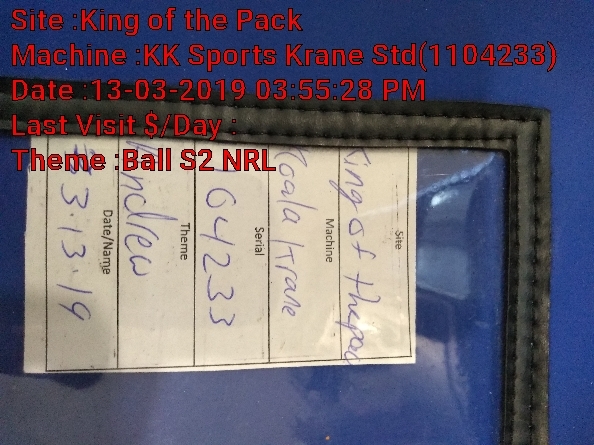 Site :King of the Pack
Machine :KK Sports Krane Std(1104233)
Date :13-03-2019 03:55:28 PM
Last Visit $/Day :
Theme :Ball S2 NRL
Site
King of the pac
Machine
Koala Krane
Serial
Theme
Andrew
Date/Name
13.19